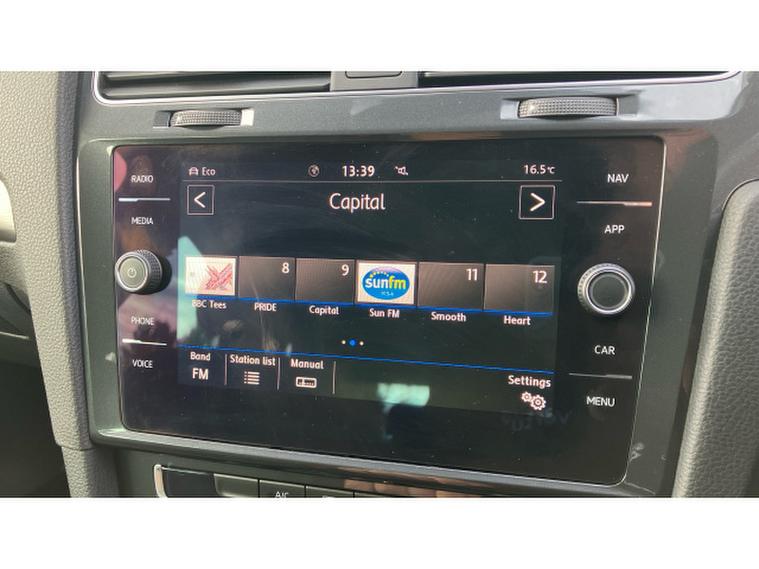 RADIO
MEDIA
PHONE
VOICE
Eco 13:39 16.5°C
< Capital >
8 9 11 12
sunfm
BBC Tees PRIDE Capital Sun FM Smooth Heart
Band Station list Manual
FM
Settings
NAV
APP
CAR
MENU
A/C